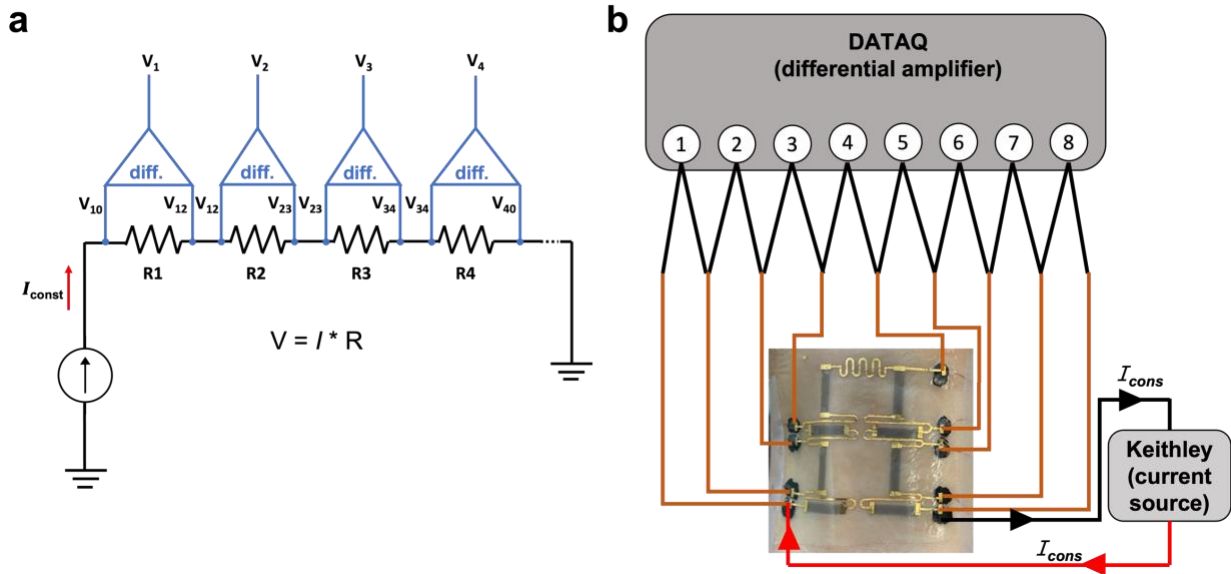 a
V1 V2 V3 V4
diff. diff. diff. diff.
V10 V12 V12 V23 V23 V34 V34 V40
R1 R2 R3 R4
Iconst
V = I * R
b
DATAQ
(differential amplifier)
1 2 3 4 5 6 7 8
Icons
Keithley
(current
source)
Icons